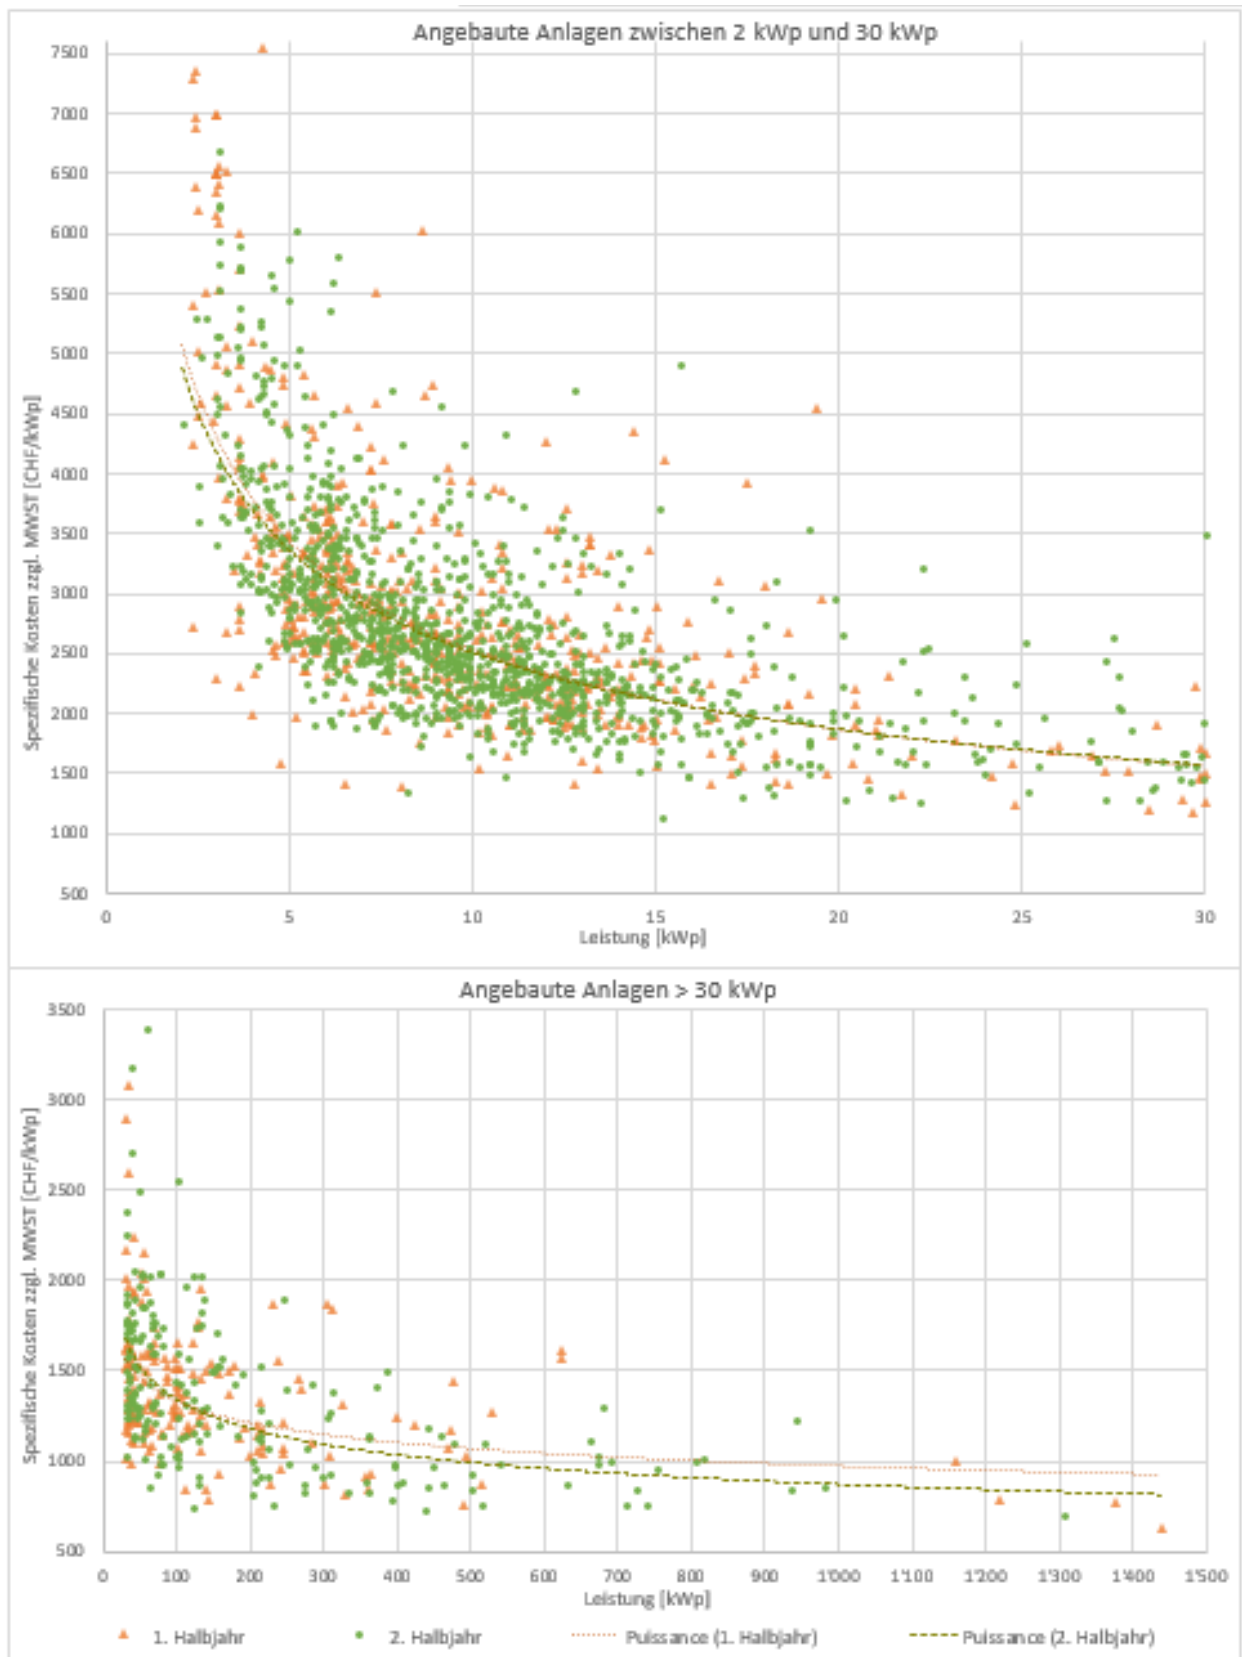 Angebaute Anlagen zwischen 2 kWp und 30 kWp
Spezifische Kosten zzgl. MWST [CHF/kWp]
7500
7000
6500
6000
5500
5000
4500
4000
3500
3000
2500
2000
1500
1000
500
0 5 10 15 20 25 30
Leistung [kWp]
Angebaute Anlagen > 30 kWp
Spezifische Kosten zzgl. MWST [CHF/kWp]
3500
3000
2500
2000
1500
1000
500
0 100 200 300 400 500 600 700 800 900 1'000 1'100 1'200 1'300 1'400 1'500
Leistung [kWp]
1. Halbjahr 2. Halbjahr Puissance (1. Halbjahr) Puissance (2. Halbjahr)